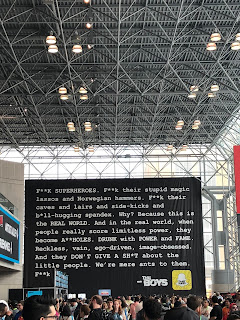 F**K SUPERHEROES. F**k their stupid magic
lassos and Norwegian hammers. F**k their
caves and lairs and side-kicks and
b*ll-hugging spandex. Why? Because this is
the REAL WORLD. And in the real world, when
people really score limitless power, they
become A**HOLES. DRUNK with POWER and FAME.
Reckless, vain, ego-driven, image-obsessed.
And they DON'T GIVE A SH*T about the
little people. We're mere ants to them.
F**k
THE
BOYS